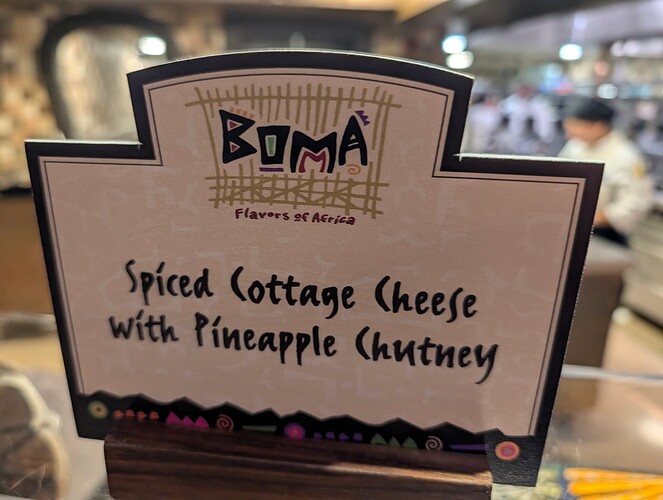 BOMA
Flavors of Africa
Spiced Cottage Cheese
with Pineapple Chutney